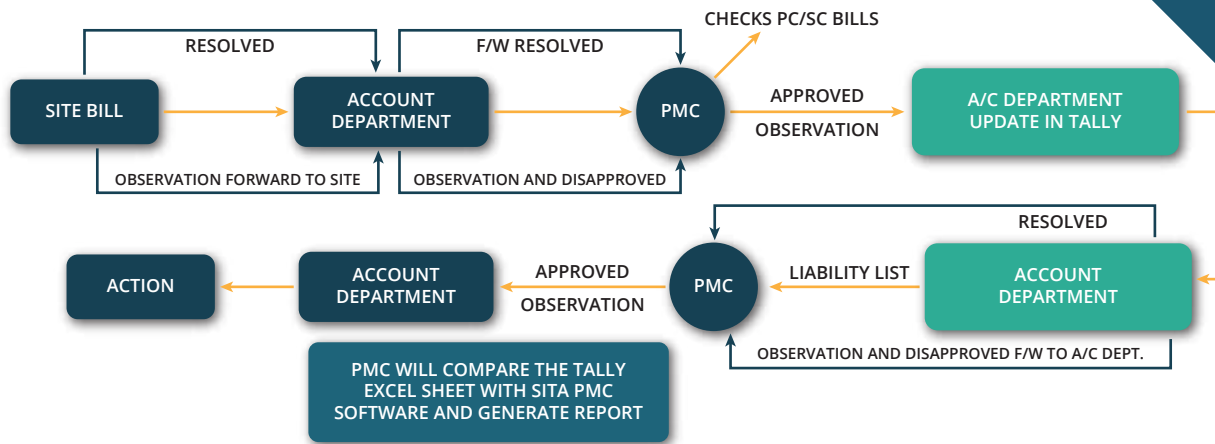 CHECKS PC/SC BILLS
RESOLVED
F/W RESOLVED
SITE BILL
ACCOUNT
DEPARTMENT
PMC
APPROVED
OBSERVATION
A/C DEPARTMENT
UPDATE IN TALLY
OBSERVATION FORWARD TO SITE
OBSERVATION AND DISAPPROVED
RESOLVED
ACTION
ACCOUNT
DEPARTMENT
APPROVED
OBSERVATION
PMC
LIABILITY LIST
ACCOUNT
DEPARTMENT
OBSERVATION AND DISAPPROVED F/W TO A/C DEPT.
PMC WILL COMPARE THE TALLY
EXCEL SHEET WITH SITA PMC
SOFTWARE AND GENERATE REPORT